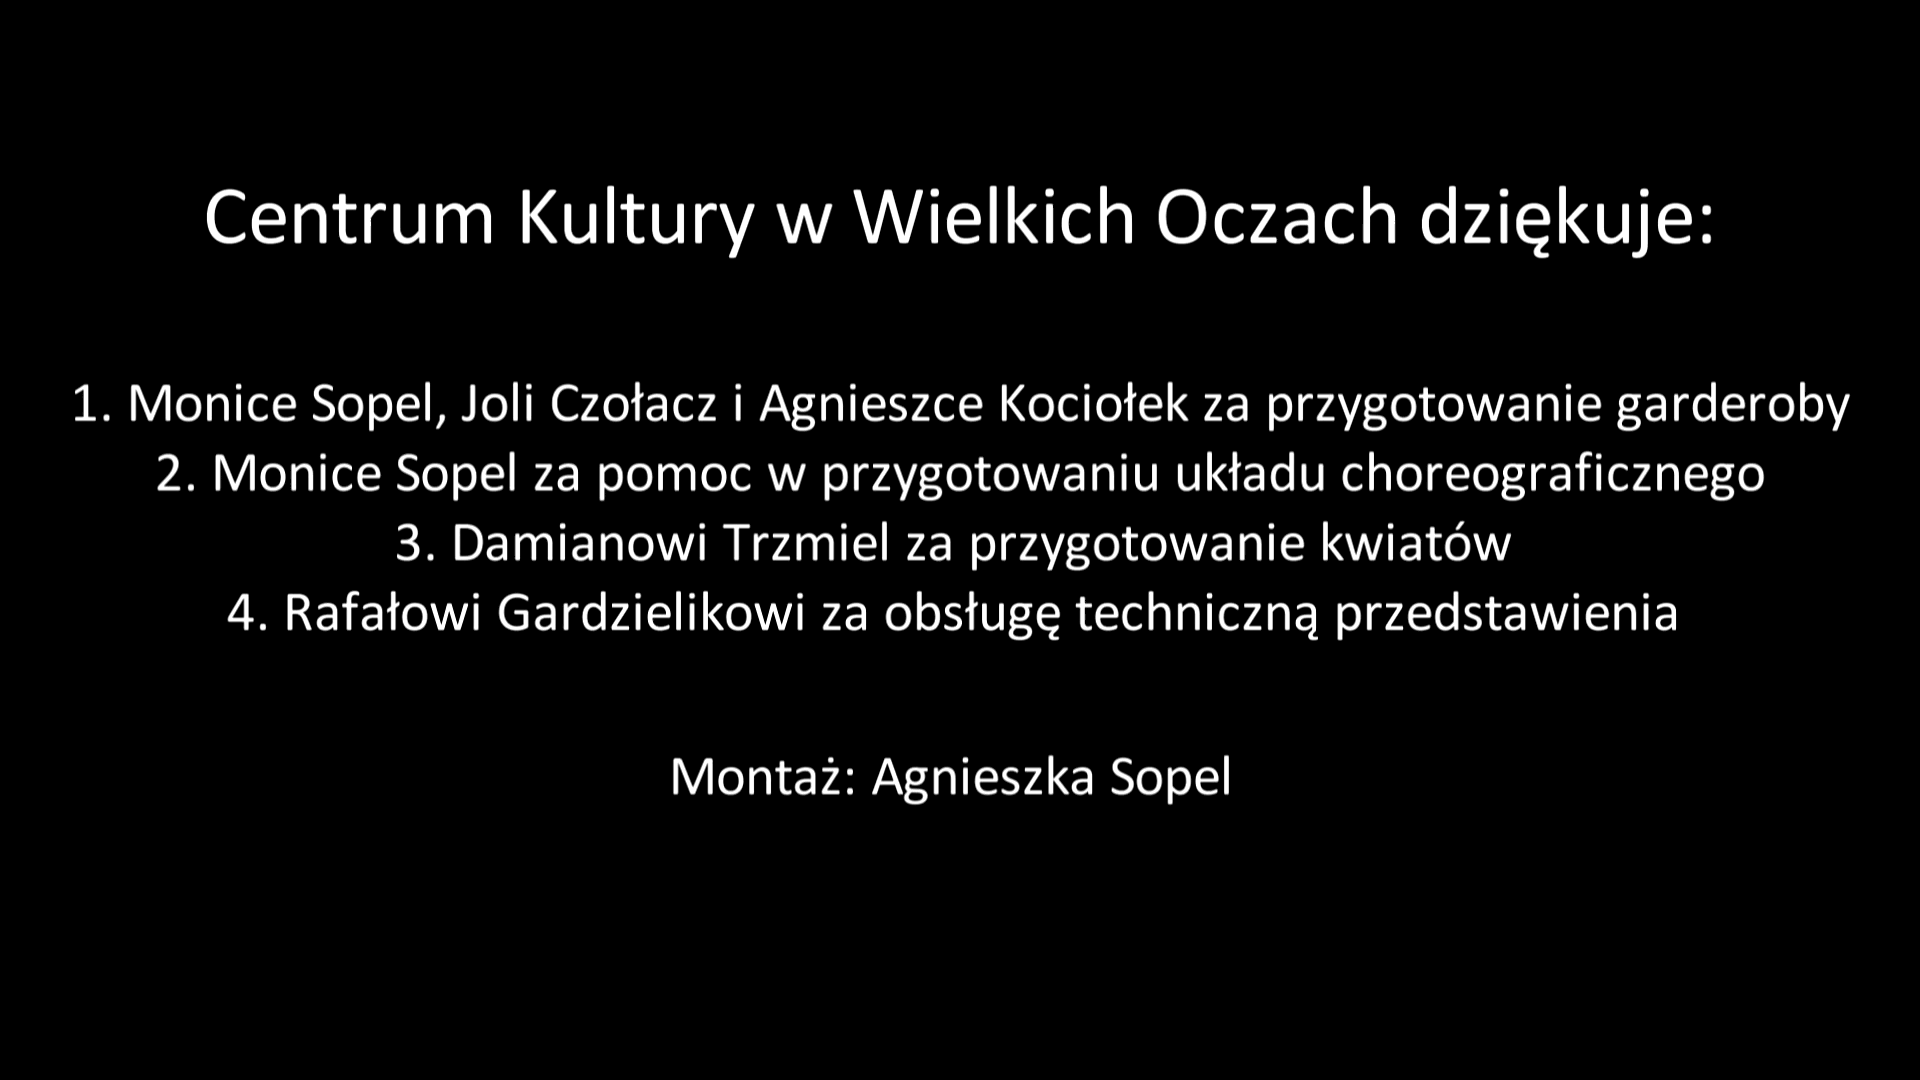 Centrum Kultury w Wielkich Oczach dziękuje:
1. Monice Sopel, Joli Czołacz i Agnieszce Kociołek za przygotowanie garderoby
2. Monice Sopel za pomoc w przygotowaniu układu choreograficznego
3. Damianowi Trzmiel za przygotowanie kwiatów
4. Rafałowi Gardzielikowi za obsługę techniczną przedstawienia
Montaż: Agnieszka Sopel